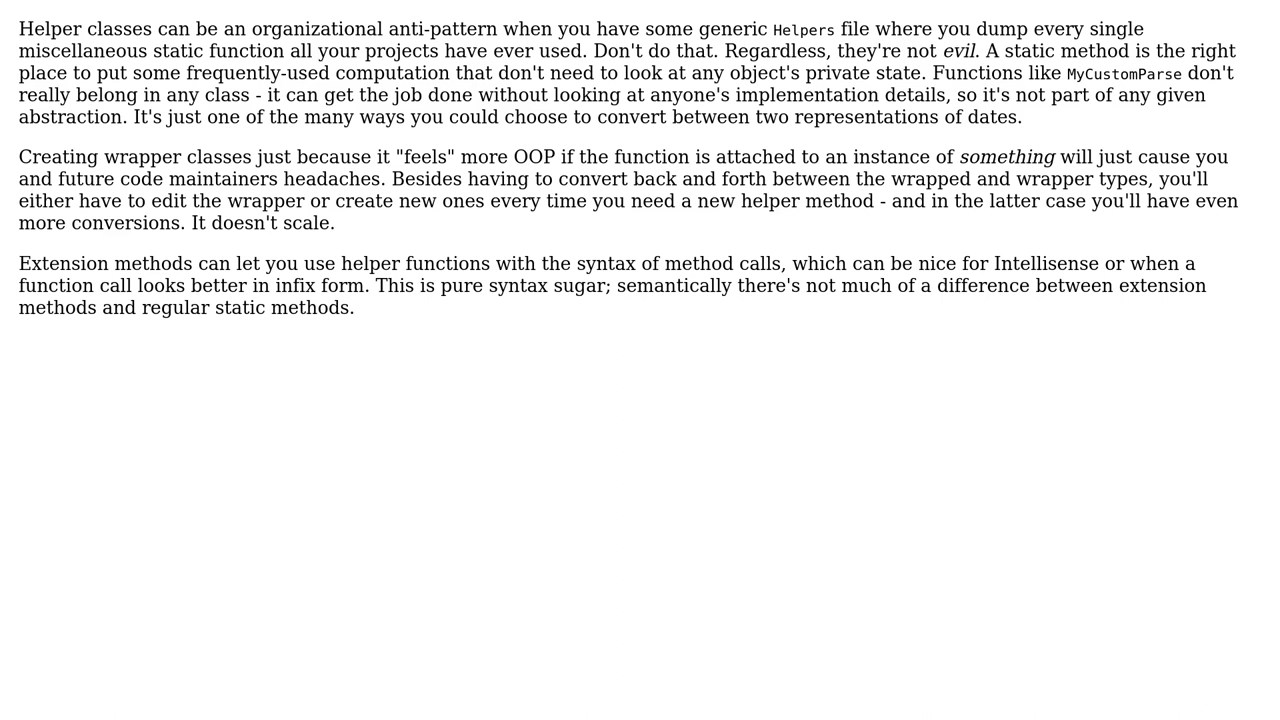 Helper classes can be an organizational anti-pattern when you have some generic Helpers file where you dump every single
miscellaneous static function all your projects have ever used. Don't do that. Regardless, they're not evil. A static method is the right
place to put some frequently-used computation that don't need to look at any object's private state. Functions like MyCustomParse don't
really belong in any class - it can get the job done without looking at anyone's implementation details, so it's not part of any given
abstraction. It's just one of the many ways you could choose to convert between two representations of dates.
Creating wrapper classes just because it "feels" more OOP if the function is attached to an instance of something will just cause you
and future code maintainers headaches. Besides having to convert back and forth between the wrapped and wrapper types, you'll
either have to edit the wrapper or create new ones every time you need a new helper method - and in the latter case you'll have even
more conversions. It doesn't scale.
Extension methods can let you use helper functions with the syntax of method calls, which can be nice for Intellisense or when a
function call looks better in infix form. This is pure syntax sugar; semantically there's not much of a difference between extension
methods and regular static methods.